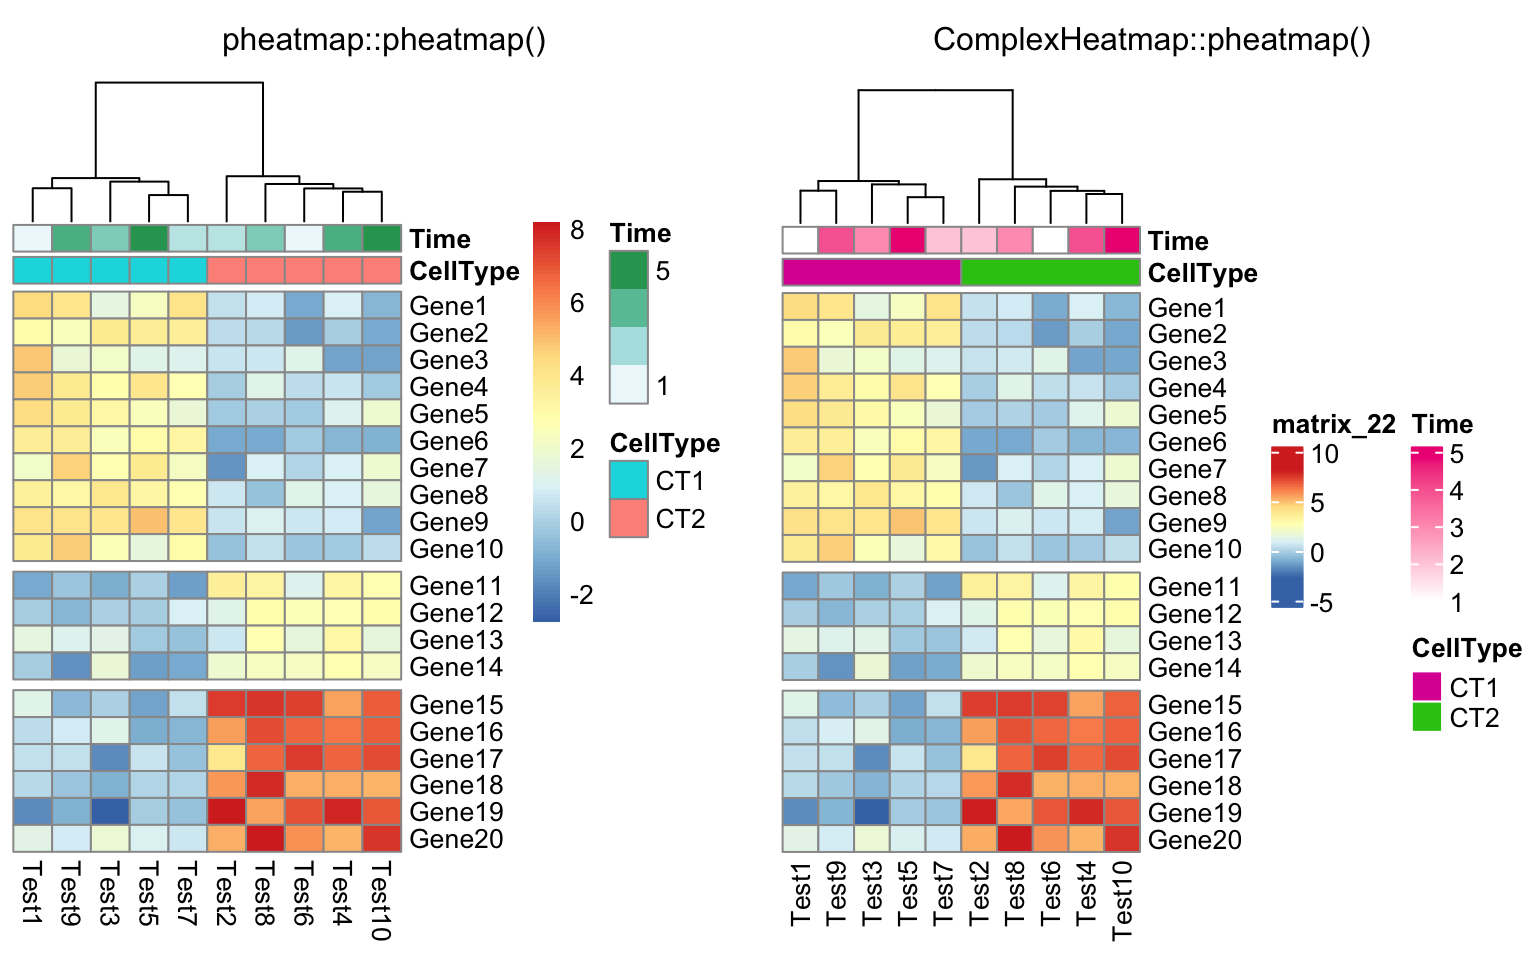 pheatmap::pheatmap()
Time
CellType
Gene1
Gene2
Gene3
Gene4
Gene5
Gene6
Gene7
Gene8
Gene9
Gene10
Gene11
Gene12
Gene13
Gene14
Gene15
Gene16
Gene17
Gene18
Gene19
Gene20
Test1 Test9 Test3 Test5 Test7 Test2 Test8 Test6 Test4 Test10
8
6
4
2
0
-2
Time
5
1
CellType
CT1
CT2
ComplexHeatmap::pheatmap()
Time
CellType
Gene1
Gene2
Gene3
Gene4
Gene5
Gene6
Gene7
Gene8
Gene9
Gene10
Gene11
Gene12
Gene13
Gene14
Gene15
Gene16
Gene17
Gene18
Gene19
Gene20
Test1 Test9 Test3 Test5 Test7 Test2 Test8 Test6 Test4 Test10
matrix_22
10
5
0
-5
Time
5
4
3
2
1
CellType
CT1
CT2